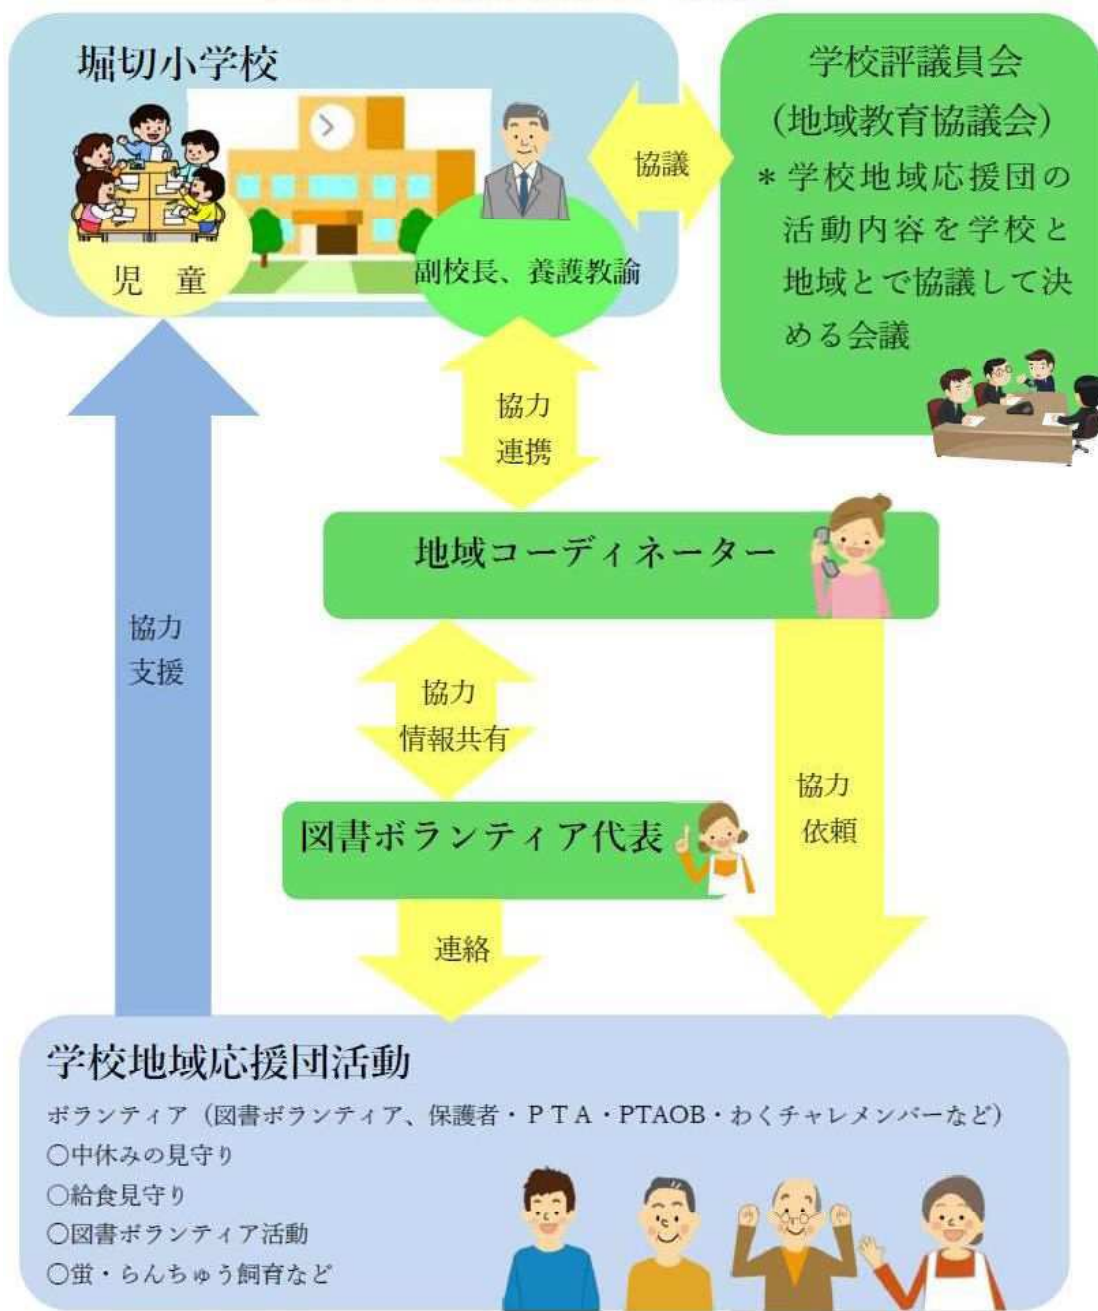 堀切小学校
児 童
副校長、養護教諭
協議
学校評議員会
(地域教育協議会)
*学校地域応援団の
活動内容を学校と
地域とで協議して決
める会議
協力
連携
地域コーディネーター
協力
支援
協力
情報共有
協力
依頼
図書ボランティア代表
連絡
学校地域応援団活動
ボランティア(図書ボランティア、保護者・PTA・PTAOB・わくチャレメンバーなど)
○中休みの見守り
○給食見守り
○図書ボランティア活動
○蛍・らんちゅう飼育など